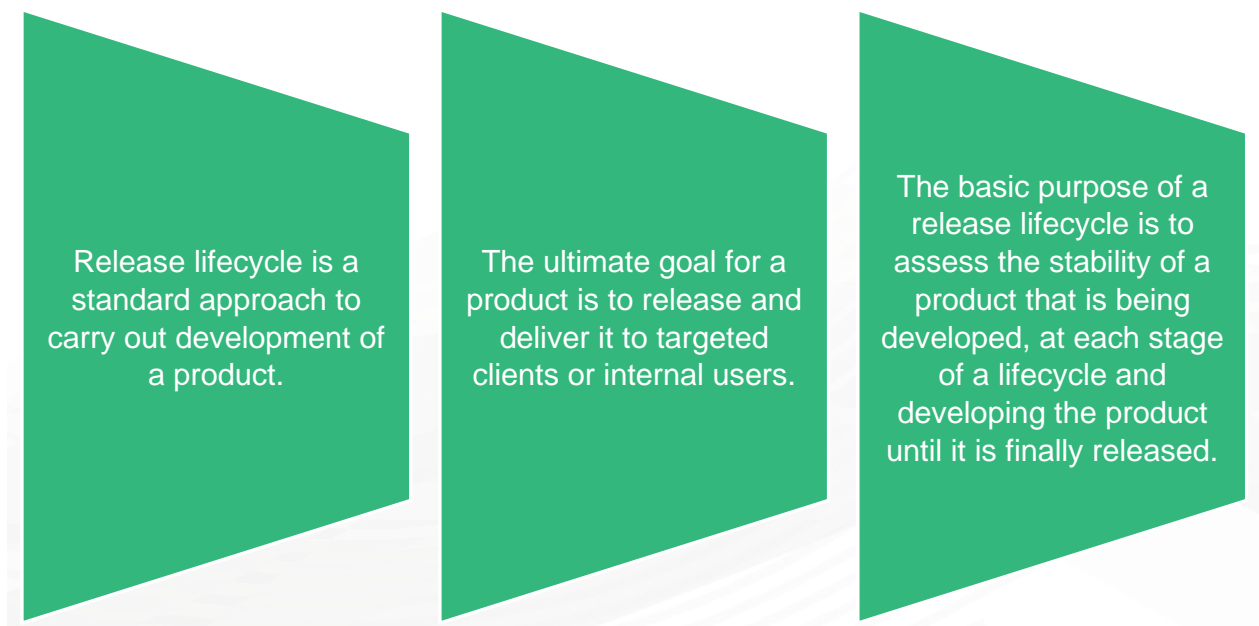 Release lifecycle is a
standard approach to
carry out development of
a product.
The ultimate goal for a
product is to release and
deliver it to targeted
clients or internal users.
The basic purpose of a
release lifecycle is to
assess the stability of a
product that is being
developed, at each stage
of a lifecycle and
developing the product
until it is finally released.